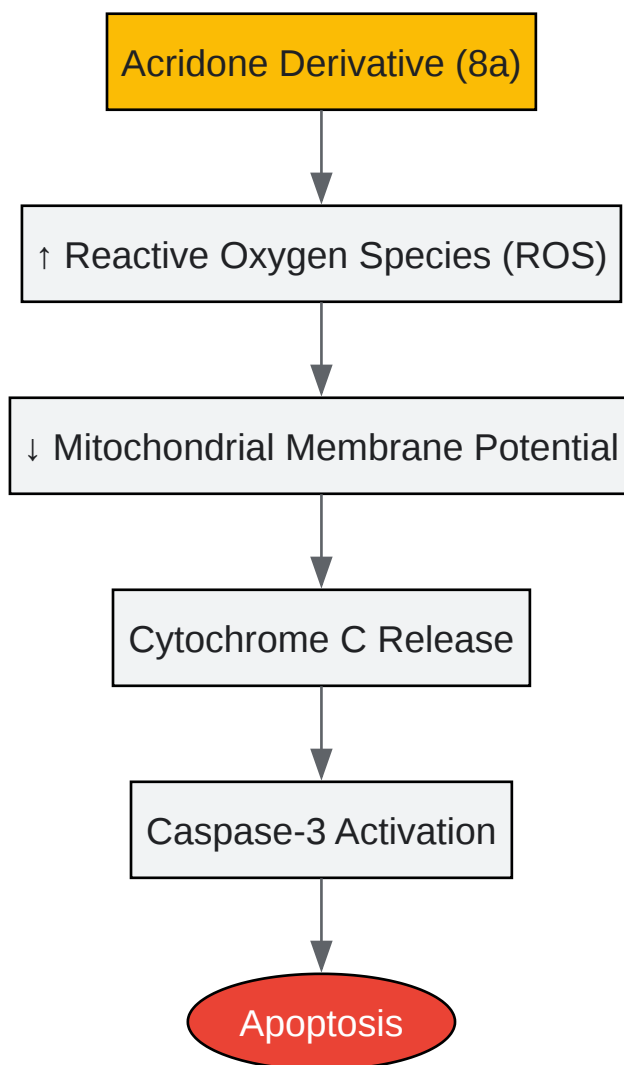 Acridone Derivative (8a)
↑ Reactive Oxygen Species (ROS)
↓ Mitochondrial Membrane Potential
Cytochrome C Release
Caspase-3 Activation
Apoptosis